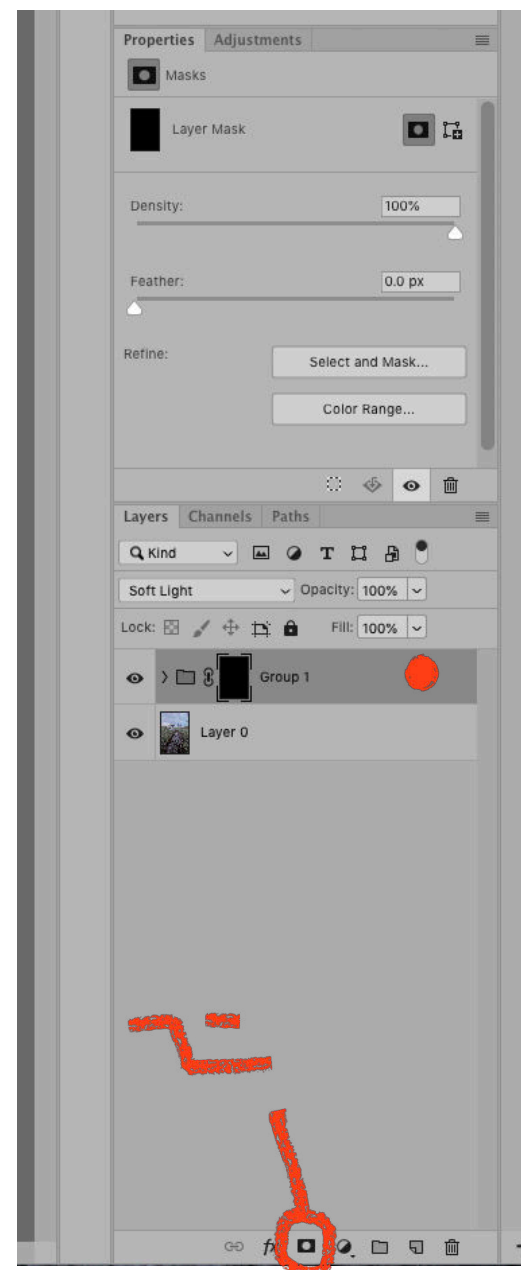 Properties Adjustments
Masks
Layer Mask
Density: 100%
Feather: 0.0 px
Refine: Select and Mask...
Color Range...
Layers Channels Paths
Kind T
Soft Light Opacity: 100%
Lock: Fill: 100%
Group 1
Layer 0
fx